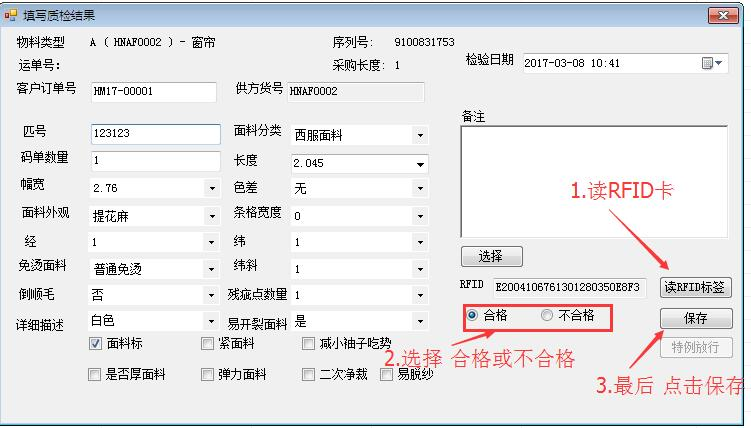 填写质检结果
物料类型 A ( HNAF0002 ) - 窗帘 序列号: 9100831753
运单号: 采购长度: 1 检验日期 2017-03-08 10:41
客户订单号 HM17-00001 供方货号 HNAF0002
备注
匹号 123123 面料分类 西服面料
码单数量 1 长度 2.045
幅宽 2.76 色差 无
1.读RFID卡
面料外观 提花麻 条格宽度 0
经 1 纬 1
选择
免烫面料 普通免烫 纬斜 1
RFID E2004106761301280350E8F3 读RFID标签
倒顺毛 否 残疵点数量 1
详细描述 白色 易开裂面料 是 合格 不合格 保存
面料标 紧面料 减小袖子吃势 特例放行
2.选择 合格或不合格
是否厚面料 弹力面料 二次净裁 易脱纱
3.最后 点击保存